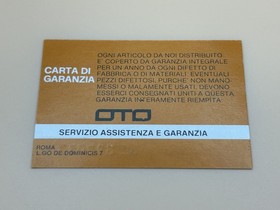 CARTA DI
GARANZIA
OGNI ARTICOLO DA NOI DISTRIBUITO
E' COPERTO DA GARANZIA INTEGRALE
PER UN ANNO DA OGNI DIFETTO DI
FABBRICA O DI MATERIALI. EVENTUALI
PEZZI DIFETTOSI, PURCHE' NON MANO-
MESSI O MALAMENTE USATI, DEVONO
ESSERCI CONSEGNATI UNITI A QUESTA
GARANZIA INTERAMENTE RIEMPITA
OTO
SERVIZIO ASSISTENZA E GARANZIA
ROMA
L.GO DE